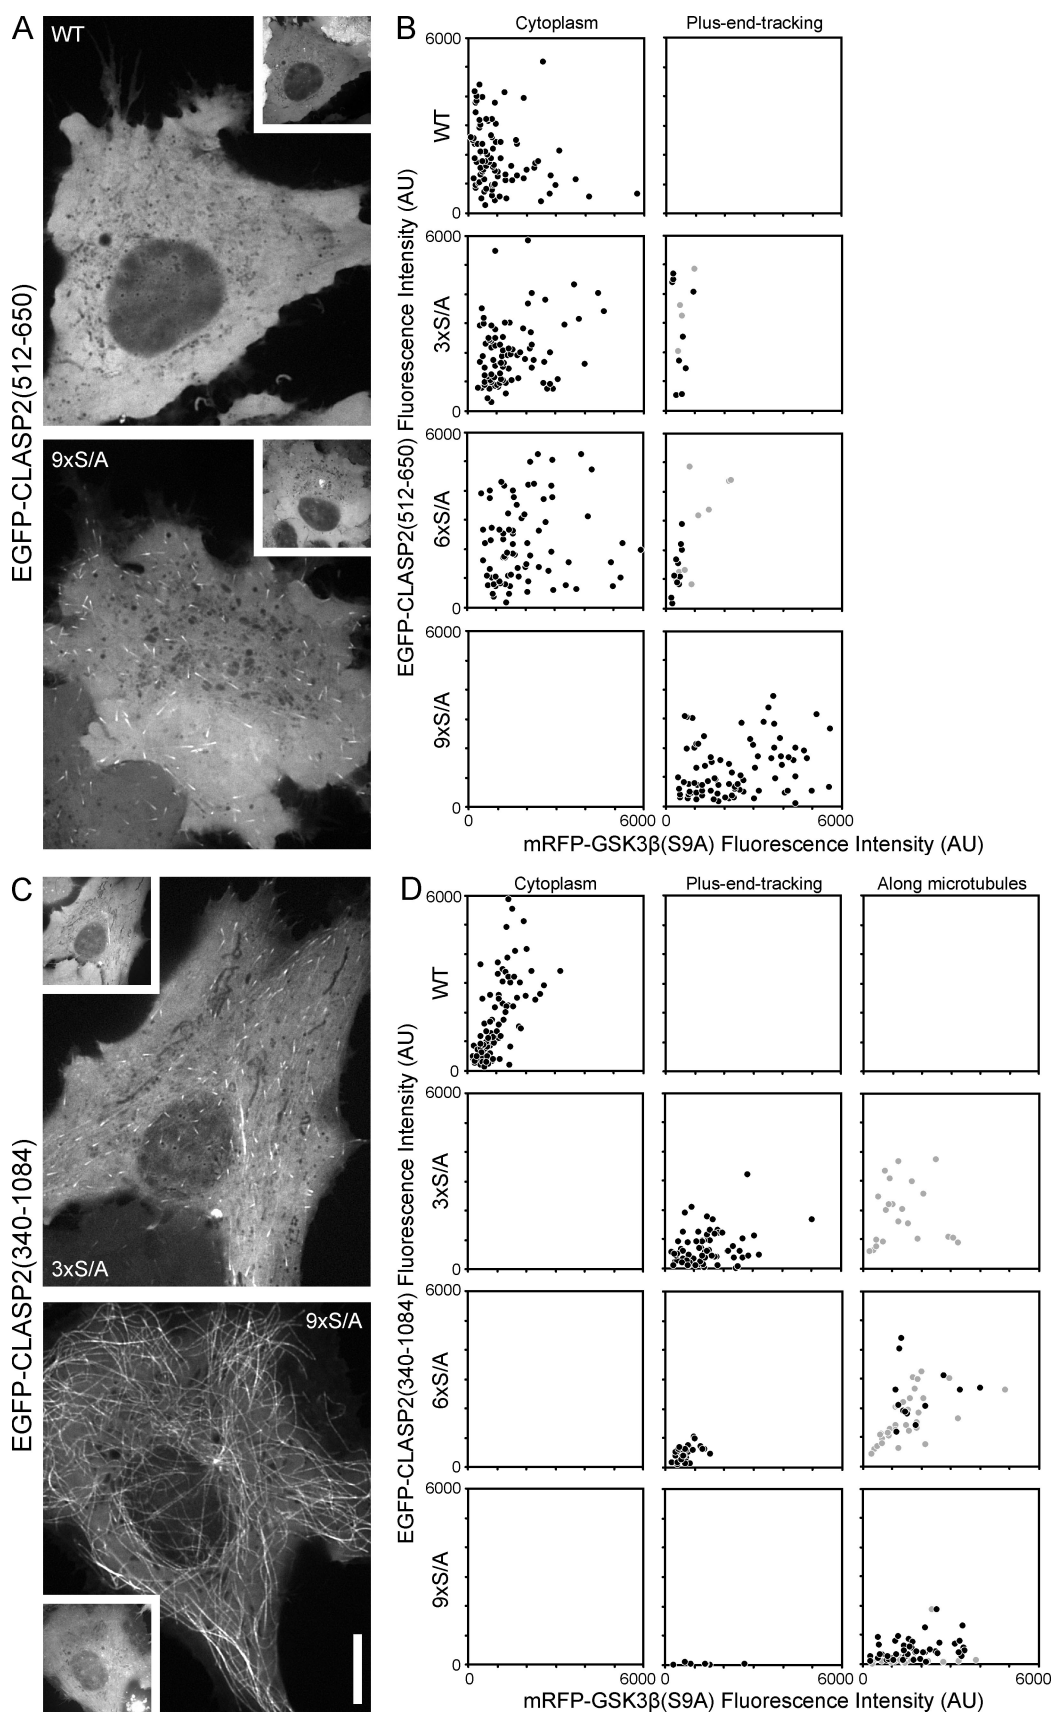 A
WT
EGFP-CLASP2(512-650)
9xS/A
B
Cytoplasm
Plus-end-tracking
6000
WT
0
6000
3xS/A
0
6000
6xS/A
0
6000
9xS/A
0
0
6000
0
6000
EGFP-CLASP2(512-650) Fluorescence Intensity (AU)
mRFP-GSK3β(S9A) Fluorescence Intensity (AU)
C
EGFP-CLASP2(340-1084)
3xS/A
9xS/A
D
Cytoplasm
Plus-end-tracking
Along microtubules
6000
WT
0
6000
3xS/A
0
6000
6xS/A
0
6000
9xS/A
0
0
6000
0
6000
0
6000
EGFP-CLASP2(340-1084) Fluorescence Intensity (AU)
mRFP-GSK3β(S9A) Fluorescence Intensity (AU)